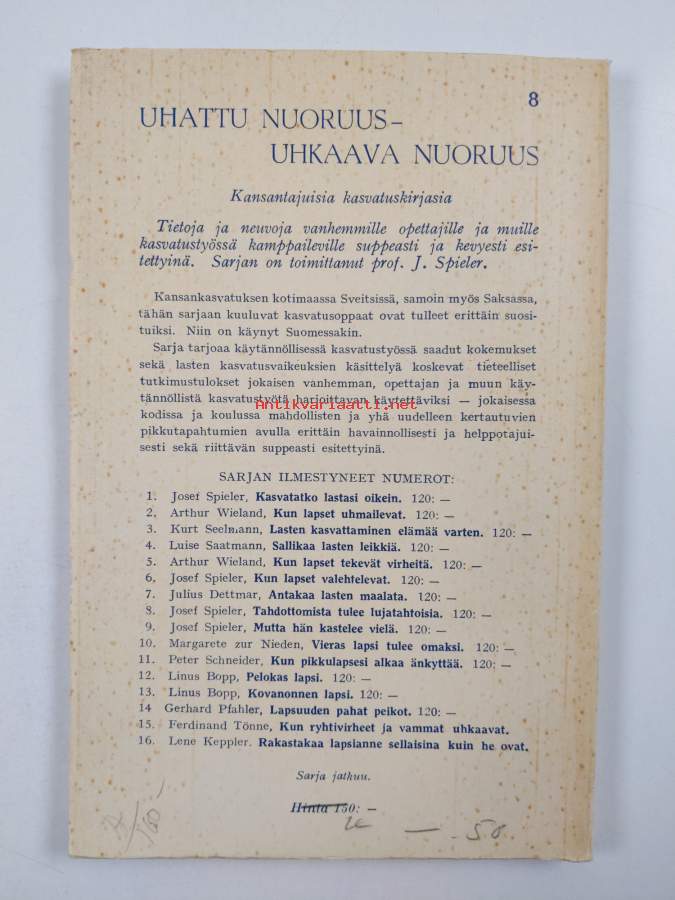 8
UHATTU NUORUUS–
UHKAAVA NUORUUS
Kansantajuisia kasvatuskirjasia
Tietoja ja neuvoja vanhemmille opettajille ja muille
kasvatustyössä kamppaileville suppeasti ja kevyesti esi-
tettyinä. Sarjan on toimittanut prof. J. Spieler.
Kansankasvatuksen kotimaassa Sveitsissä, samoin myös Saksassa,
tähän sarjaan kuuluvat kasvatusoppaat ovat tulleet erittäin suosi-
tuiksi. Niin on käynyt Suomessakin.
Sarja tarjoaa käytännöllisessä kasvatustyössä saadut kokemukset
sekä lasten kasvatusvaikeuksien käsittelyä koskevat tieteelliset
tutkimustulokset jokaisen vanhemman, opettajan ja muun käy-
tännöllistä kasvatustyötä harjoittavan käytettäviksi — jokaisessa
Antikvariaatti.net
kodissa ja koulussa mahdollisten ja yhä uudelleen kertautuvien
pikkutapahtumien avulla erittäin havainnollisesti ja helppotajui-
sesti sekä riittävän suppeasti esitettyinä.
SARJAN ILMESTYNEET NUMEROT:
1. Josef Spieler, Kasvatatko lastasi oikein. 120: —
2, Arthur Wieland, Kun lapset uhmailevat. 120: —
3. Kurt Seelmann, Lasten kasvattaminen elämää varten. 120: —
4. Luise Saatmann, Sallikaa lasten leikkiä. 120: —
5. Arthur Wieland, Kun lapset tekevät virheitä. 120: —
6, Josef Spieler, Kun lapset valehtelevat. 120: —
7. Julius Dettmar, Antakaa lasten maalata. 120: —
8. Josef Spieler, Tahdottomista tulee lujatahtoisia. 120: —
9. Josef Spieler, Mutta hän kastelee vielä. 120: —
10. Margarete zur Nieden, Vieras lapsi tulee omaksi. 120: —
11. Peter Schneider, Kun pikkulapsesi alkaa änkyttää. 120: —
12. Linus Bopp, Pelokas lapsi. 120: —
13. Linus Bopp, Kovanonnen lapsi. 120: —
14 Gerhard Pfahler, Lapsuuden pahat peikot. 120: —
15. Ferdinand Tönne, Kun ryhtivirheet ja vammat uhkaavat.
16. Lene Keppler. Rakastakaa lapsianne sellaisina kuin he ovat.
Sarja jatkuu.
Hinta 150: —
— . 50